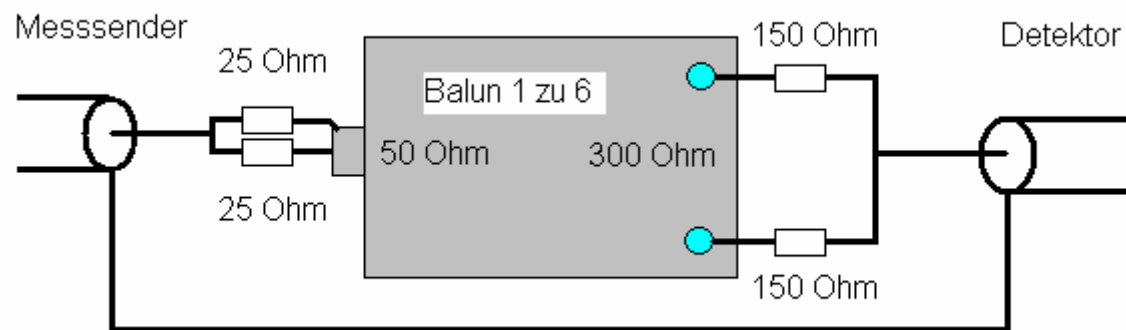 Messsender
25 Ohm
25 Ohm
Balun 1 zu 6
50 Ohm
300 Ohm
150 Ohm
150 Ohm
Detektor